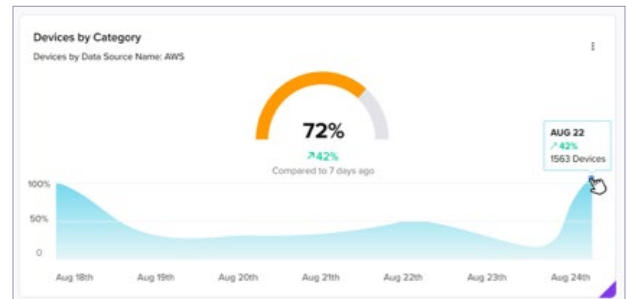 Devices by Category
Devices by Data Source Name: AWS
72%
↗42%
Compared to 7 days ago
AUG 22
↗ 42%
1563 Devices
100%
50%
0
Aug 18th Aug 19th Aug 20th Aug 21th Aug 22th Aug 23th Aug 24th